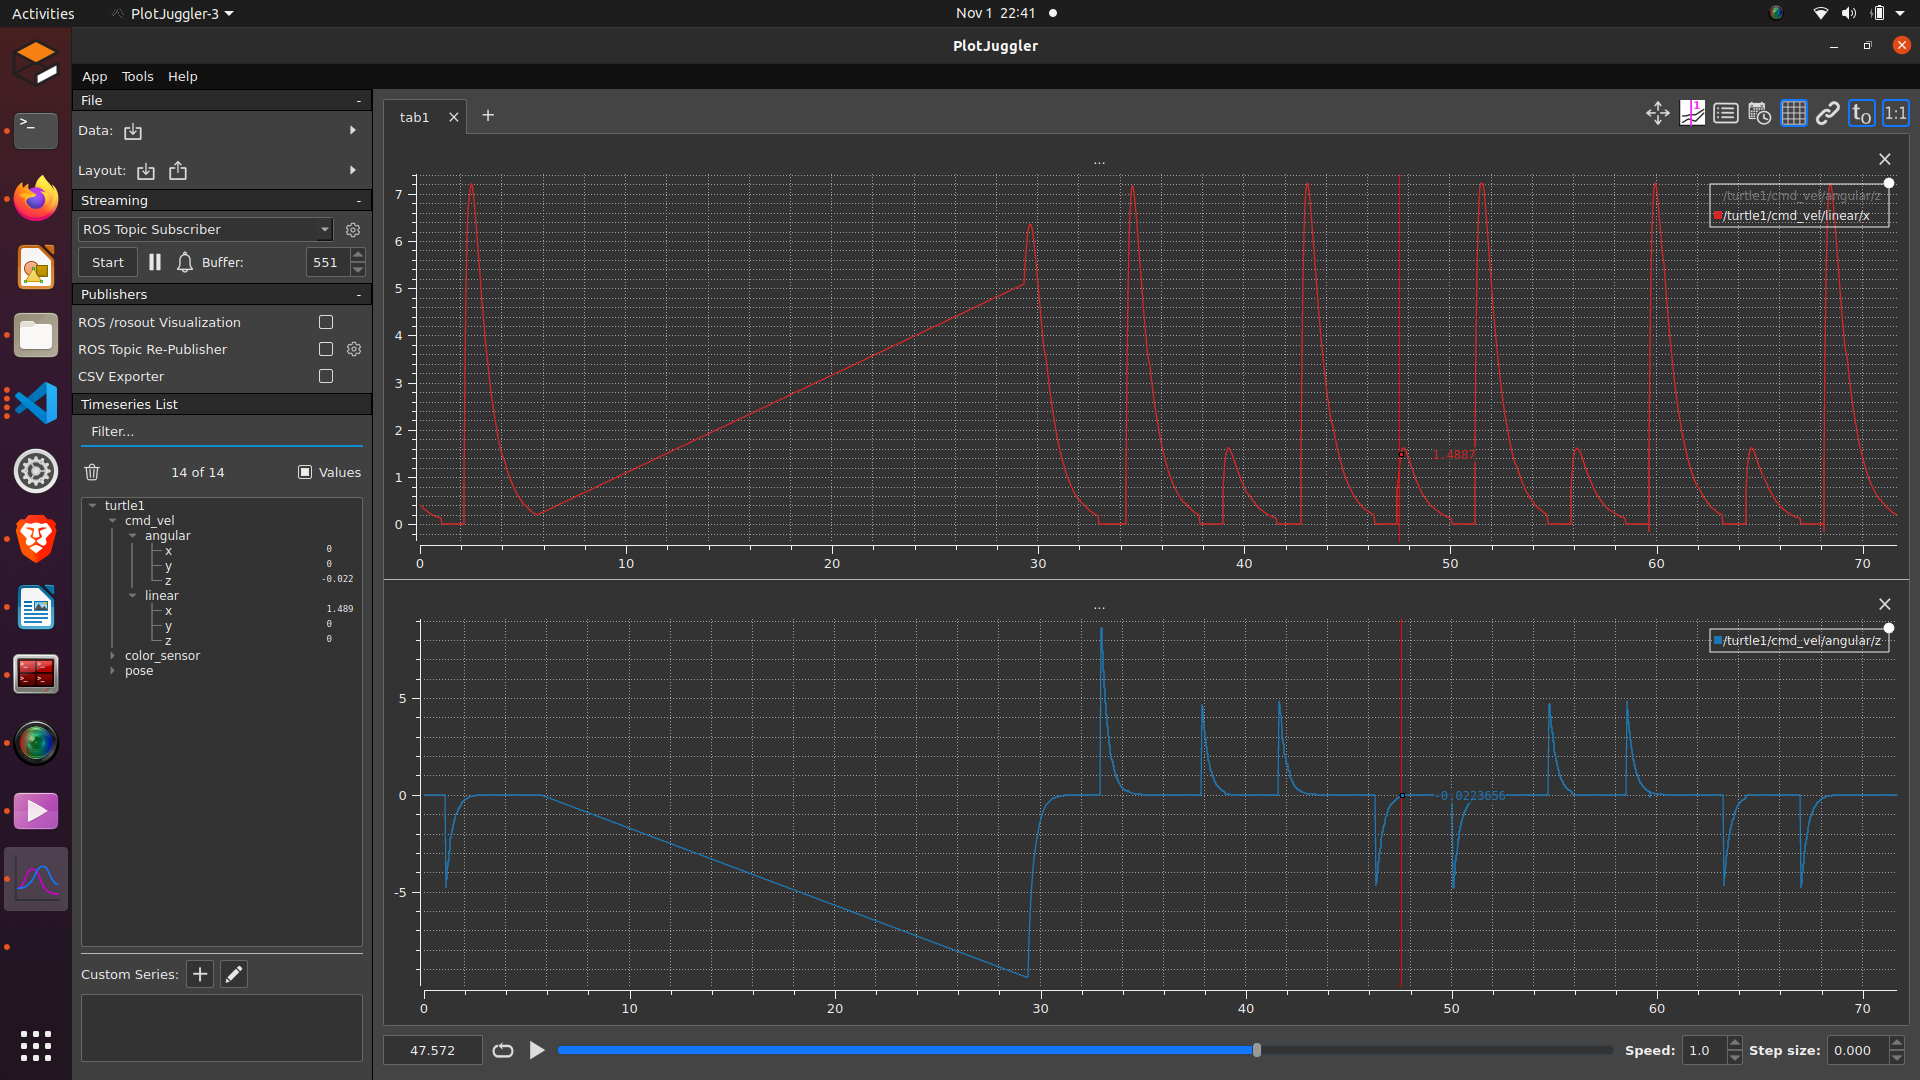 Activities
PlotJuggler-3
Nov 1 22:41
PlotJuggler
App Tools Help
File -
Data:
Layout:
Streaming -
ROS Topic Subscriber
Start Buffer: 551
Publishers -
ROS /rosout Visualization
ROS Topic Re-Publisher
CSV Exporter
Timeseries List
Filter...
14 of 14 Values
turtle1
cmd_vel
angular
x 0
y 0
z -0.022
linear
x 1.489
y 0
z 0
color_sensor
pose
Custom Series:
tab1
1
t0
1:1
...
7
6
5
4
3
2
1
0
/turtle1/cmd_vel/angular/z
/turtle1/cmd_vel/linear/x
1.4887
0 10 20 30 40 50 60 70
...
/turtle1/cmd_vel/angular/z
5
0
-5
-0.0223656
0 10 20 30 40 50 60 70
47.572
Speed: 1.0 Step size: 0.000